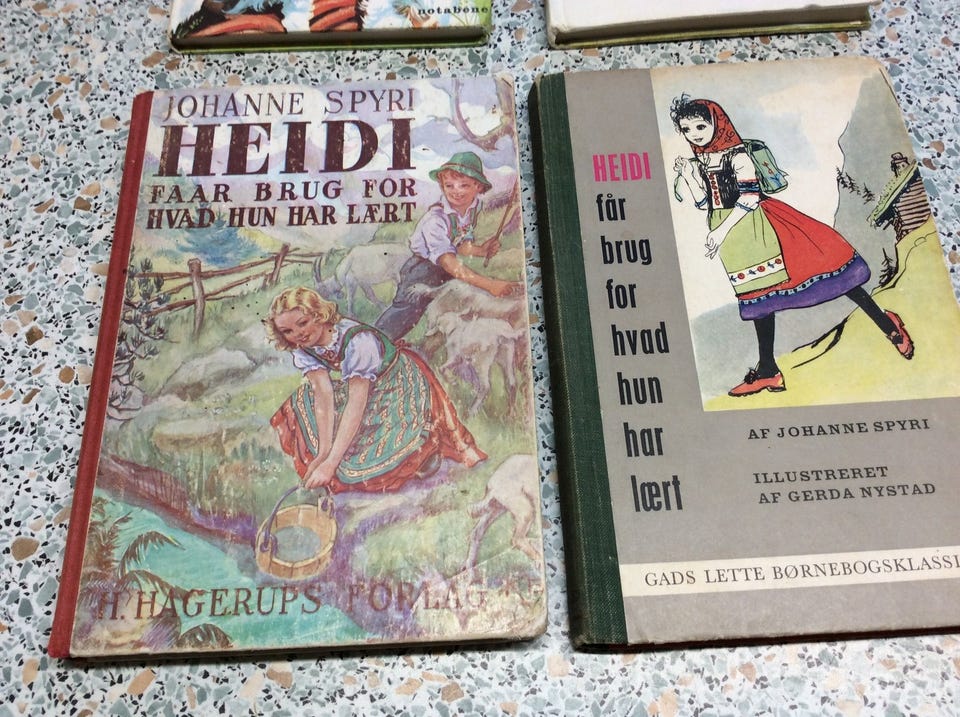 notabene
JOHANNE SPYRI
HEIDI
FAAR BRUG FOR
HVAD HUN HAR LÆRT
H. HAGERUPS FORLAG
HEIDI
får
brug
for
hvad
hun
har
lært
AF JOHANNE SPYRI
ILLUSTRERET
AF GERDA NYSTAD
GADS LETTE BØRNEBOGSKLASSI